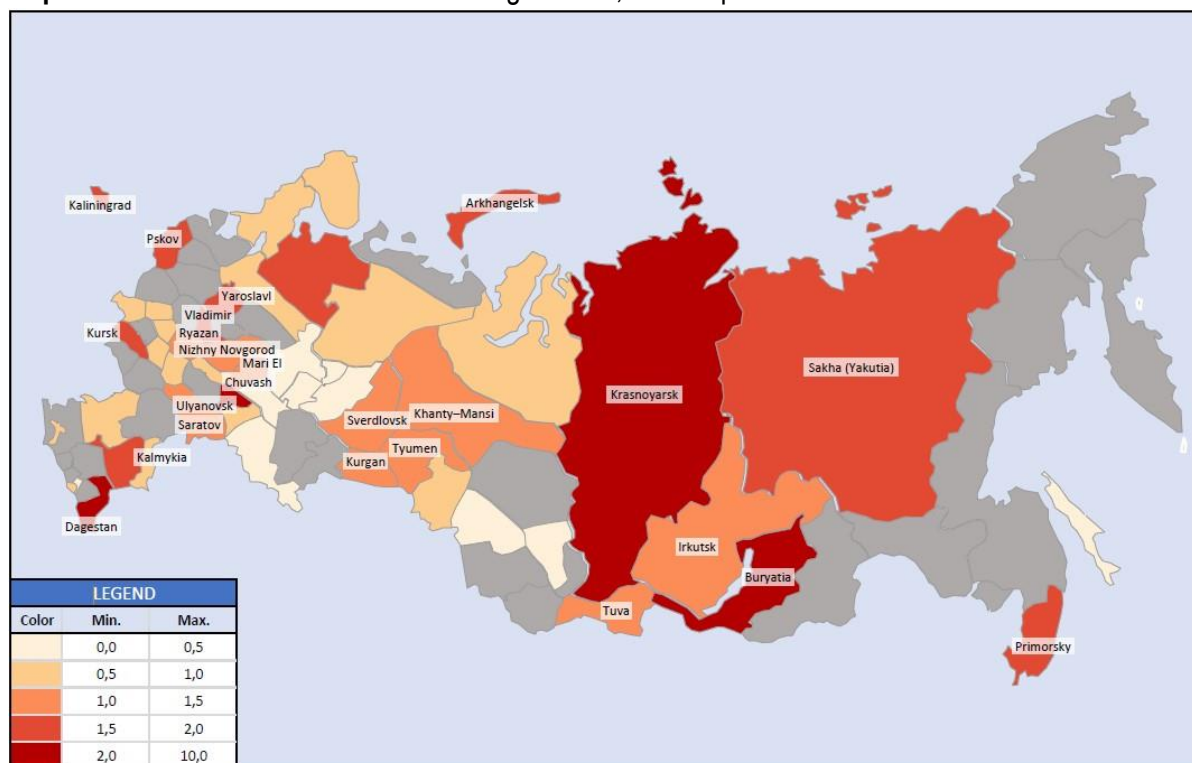 Kaliningrad
Arkhangelsk
Pskov
Yaroslavl
Vladimir
Kursk
Ryazan
Nizhny Novgorod
Mari El
Chuvash
Sakha (Yakutia)
Krasnoyarsk
Ulyanovsk
Sverdlovsk
Khanty–Mansi
Saratov
Tyumen
Kalmykia
Kurgan
Dagestan
Irkutsk
Buryatia
Tuva
Primorsky
LEGEND
Color Min. Max.
0,0 0,5
0,5 1,0
1,0 1,5
1,5 2,0
2,0 10,0